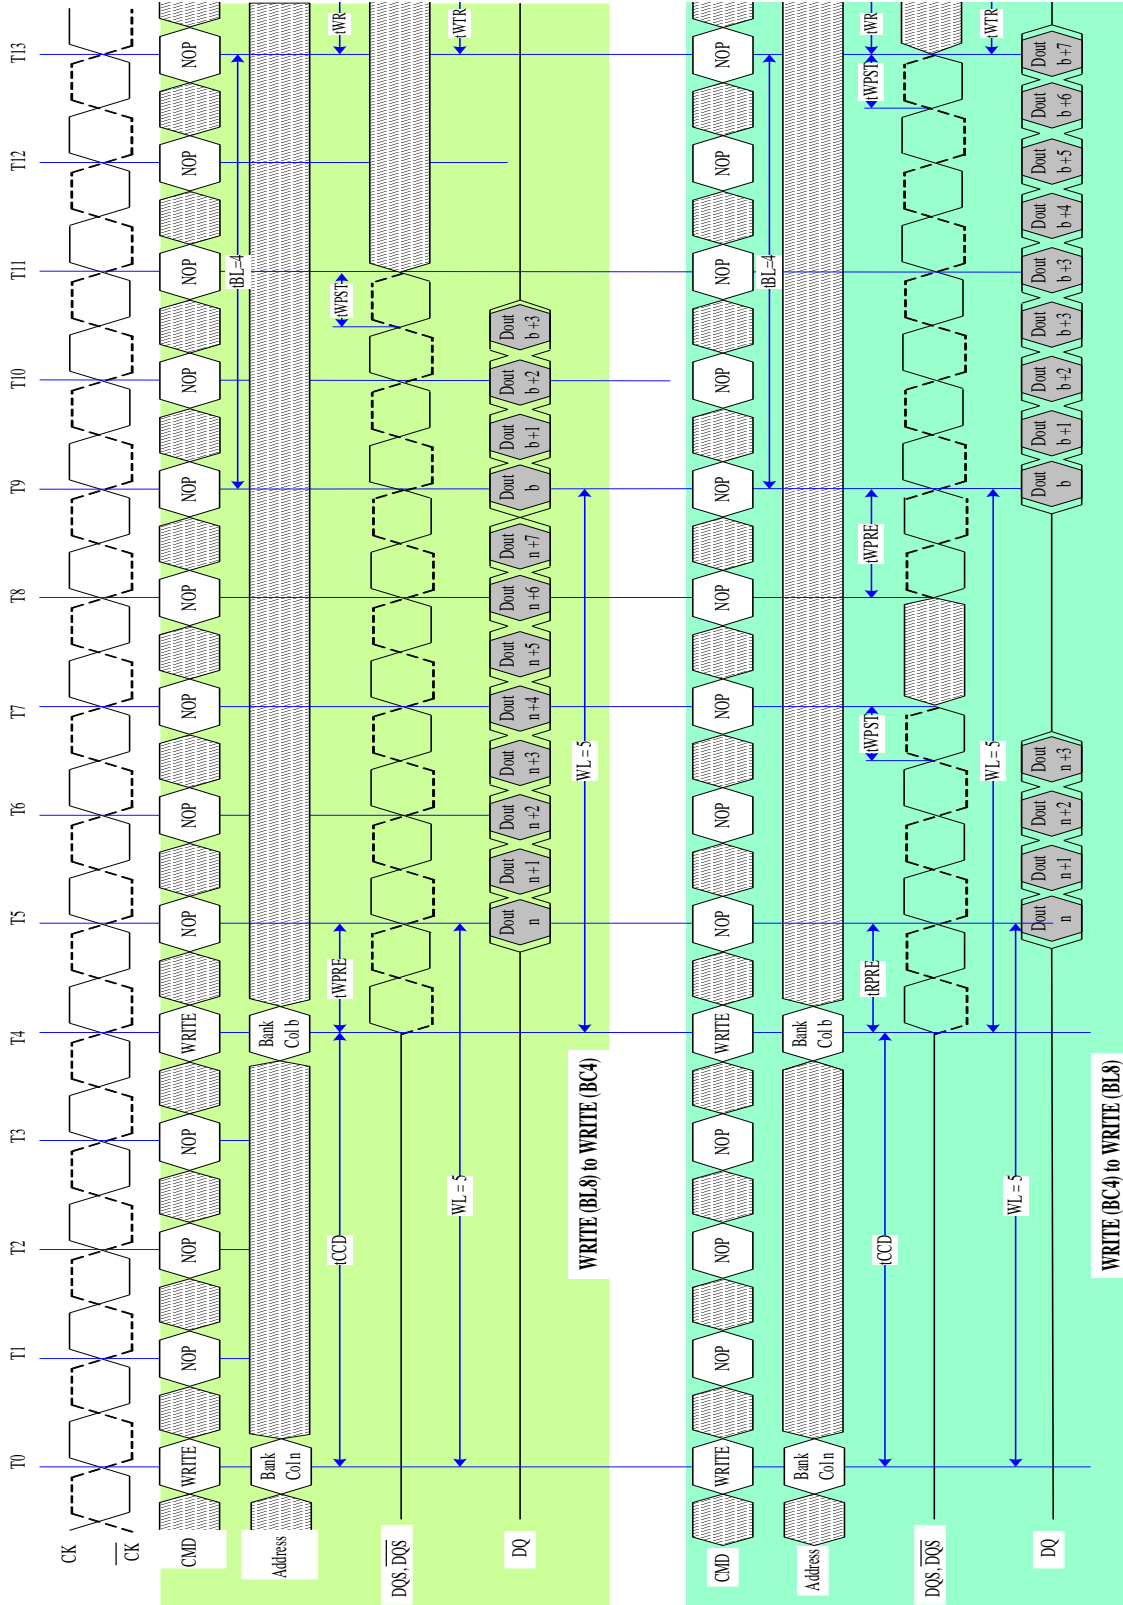 T0 T1 T2 T3 T4 T5 T6 T7 T8 T9 T10 T11 T12 T13
CK
CK
CMD WRITE NOP NOP NOP WRITE NOP NOP NOP NOP NOP NOP NOP NOP NOP
tBL=4
Address
Bank
Col n
Bank
Col b
tCCD tWPRE tWPST tWR
DQS, DQS
WL = 5 tWTR
DQ
Dout
n
Dout
n+1
Dout
n+2
Dout
n+3
Dout
n+4
Dout
n+5
Dout
n+6
Dout
n+7
Dout
b
Dout
b+1
Dout
b+2
Dout
b+3
WL = 5
WRITE (BL8) to WRITE (BC4)
CMD WRITE NOP NOP NOP WRITE NOP NOP NOP NOP NOP NOP NOP NOP NOP
tBL=4
Address
Bank
Col n
Bank
Col b
tCCD tRPRE tWPST tWPRE tWPST tWR
DQS, DQS
WL = 5 tWTR
WL = 5
DQ
Dout
n
Dout
n+1
Dout
n+2
Dout
n+3
Dout
b
Dout
b+1
Dout
b+2
Dout
b+3
Dout
b+3
Dout
b+4
Dout
b+5
Dout
b+6
Dout
b+7
WRITE (BC4) to WRITE (BL8)